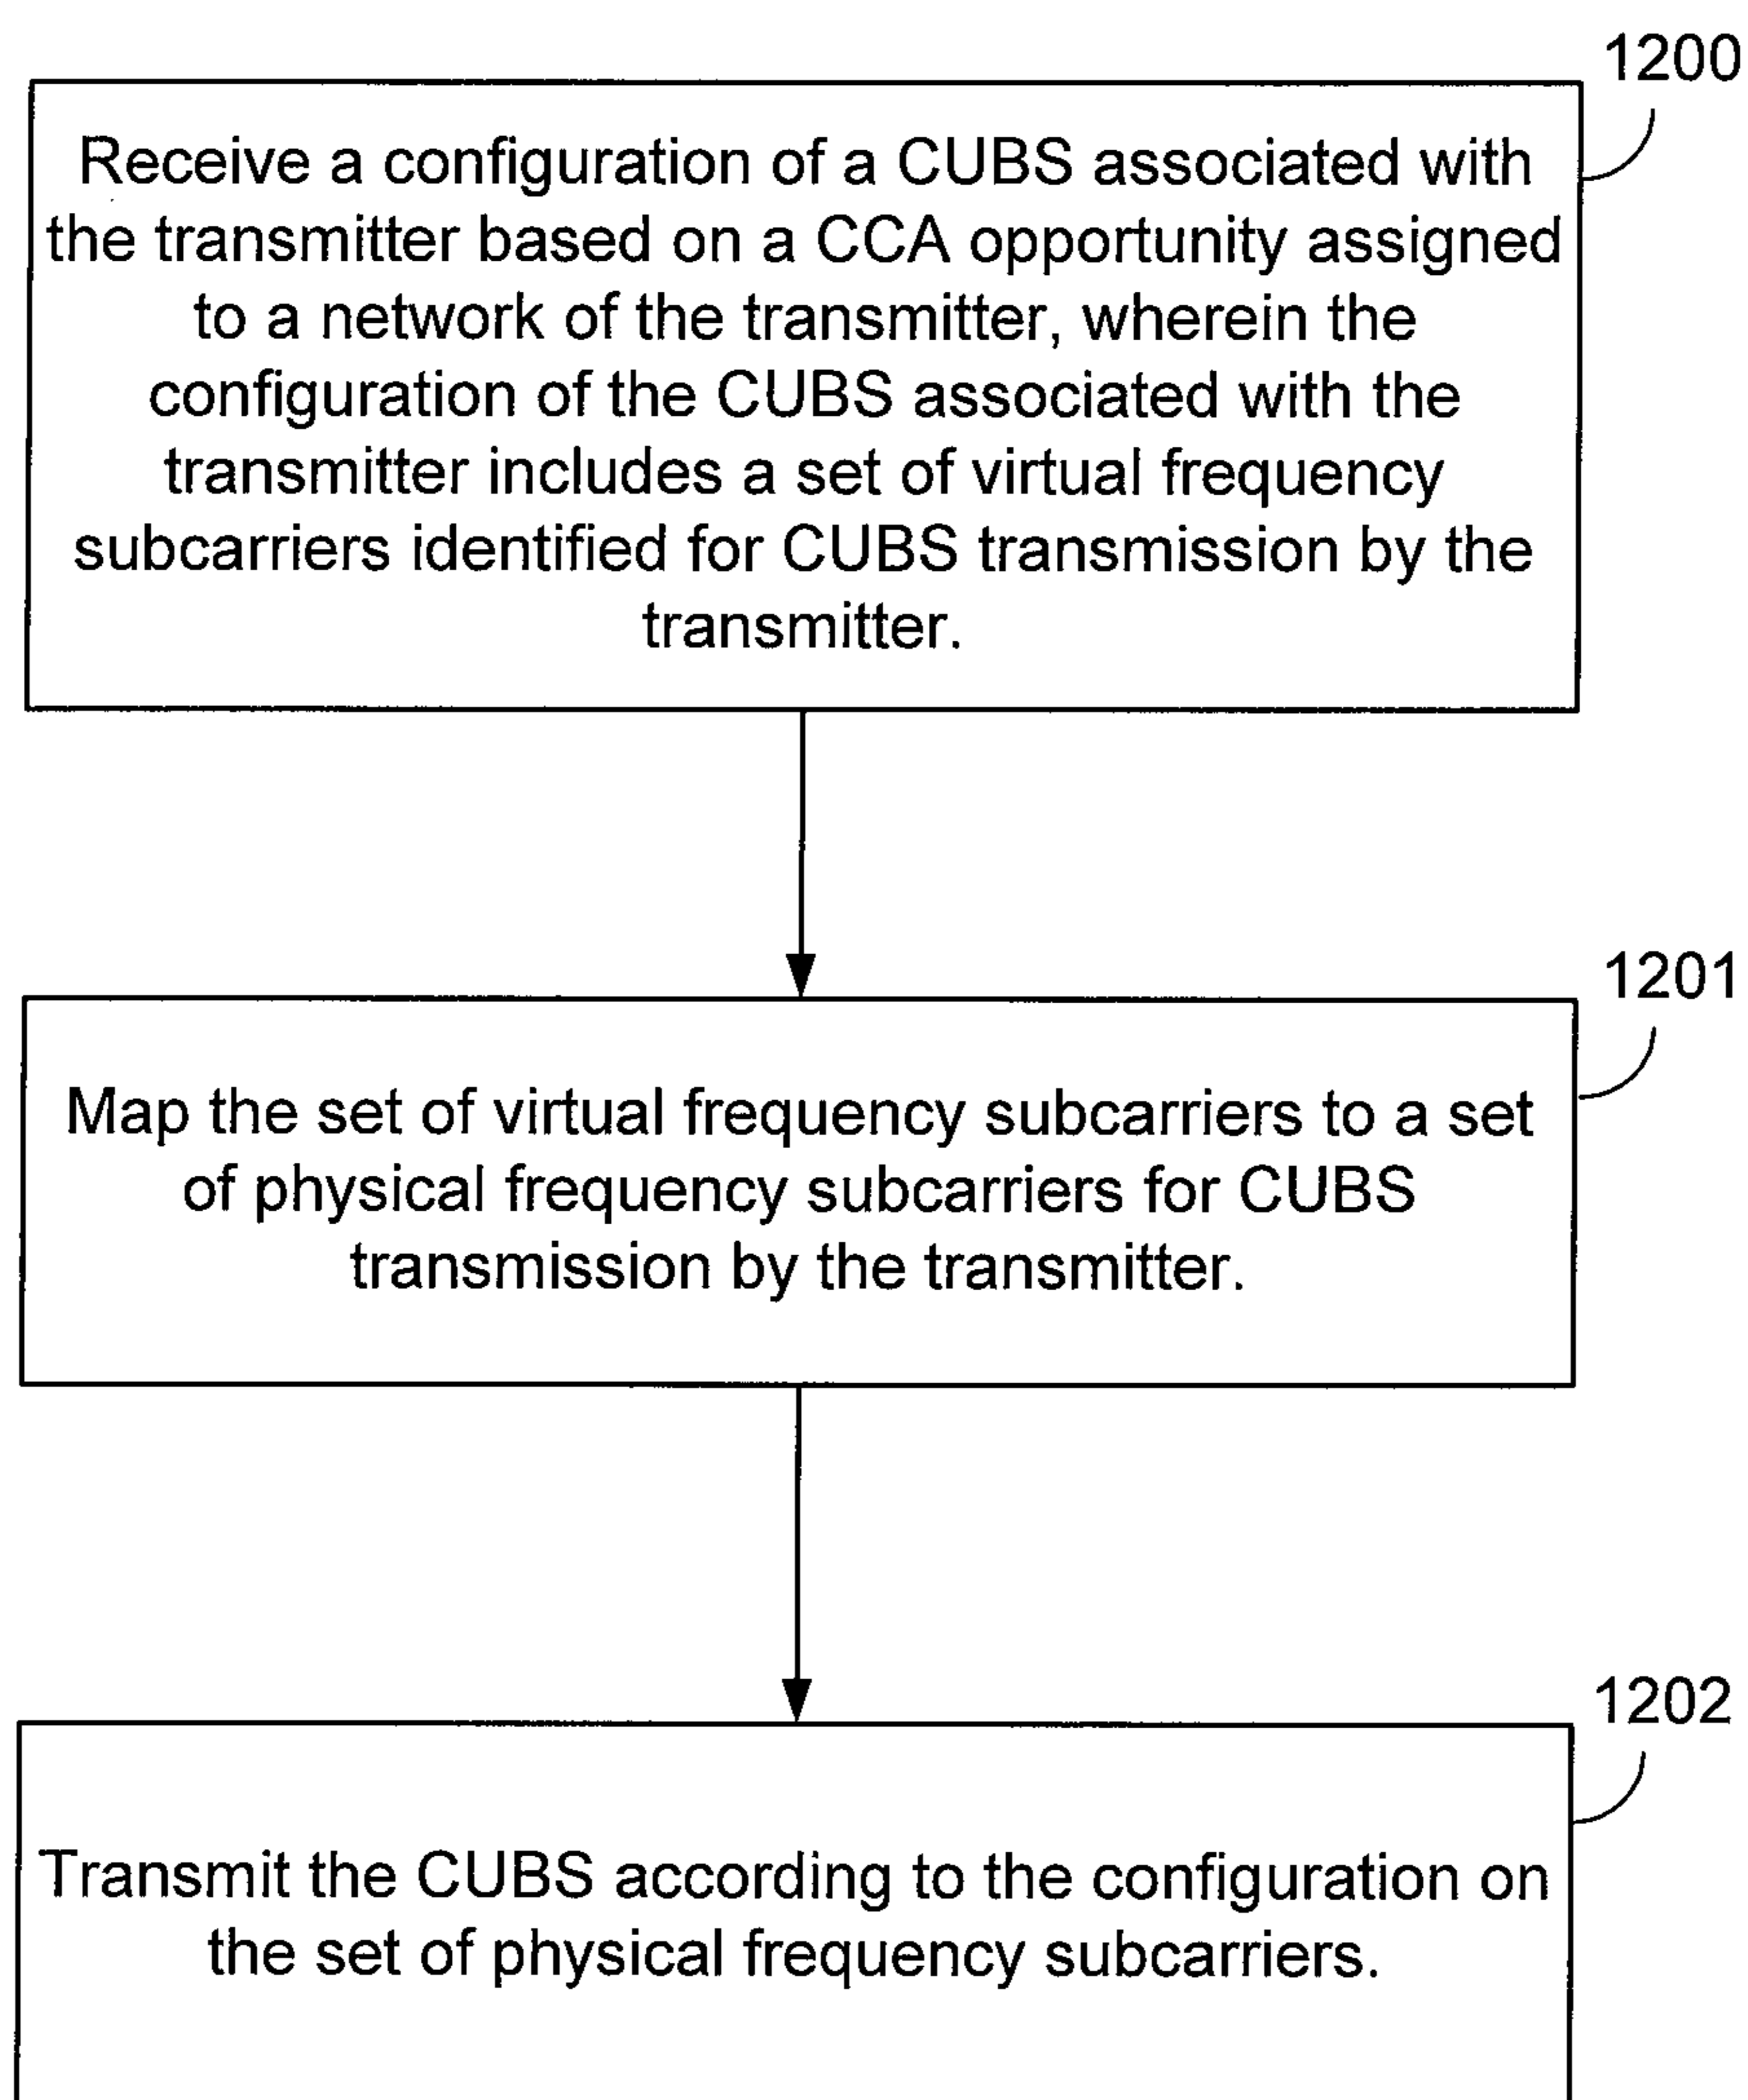 1200
Receive a configuration of a CUBS associated with
the transmitter based on a CCA opportunity assigned
to a network of the transmitter, wherein the
configuration of the CUBS associated with the
transmitter includes a set of virtual frequency
subcarriers identified for CUBS transmission by the
transmitter.
1201
Map the set of virtual frequency subcarriers to a set
of physical frequency subcarriers for CUBS
transmission by the transmitter.
1202
Transmit the CUBS according to the configuration on
the set of physical frequency subcarriers.